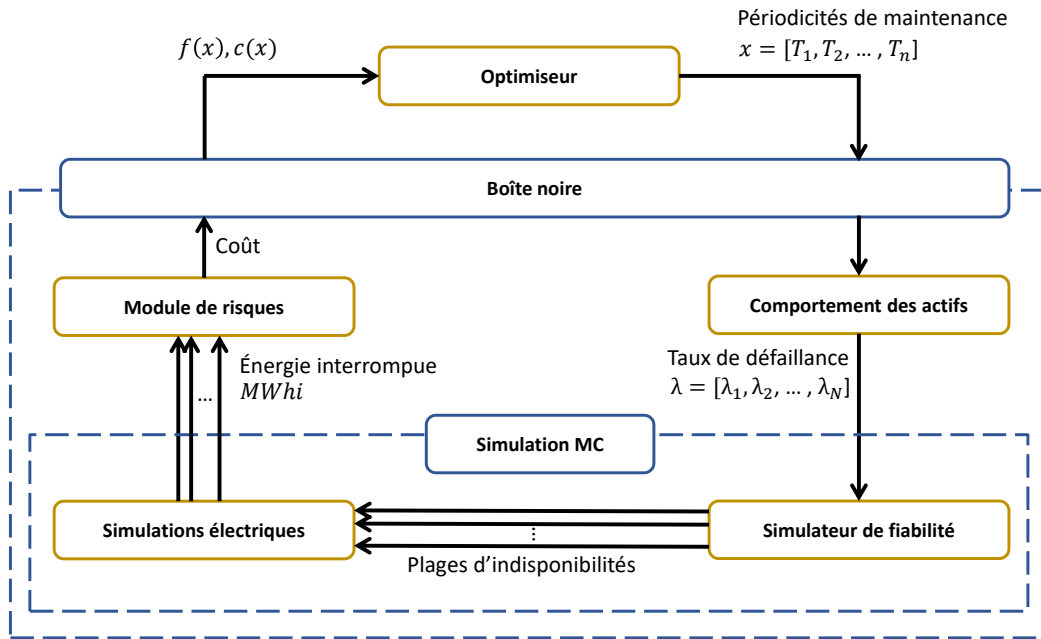 Périodicités de maintenance
f(x), c(x)
x = [T₁, T₂, … , Tₙ]
Optimiseur
Boîte noire
Coût
Module de risques
Comportement des actifs
Énergie interrompue
MWhi
...
Taux de défaillance
λ = [λ₁, λ₂, … , λ_N]
Simulation MC
Simulations électriques
Simulateur de fiabilité
...
Plages d’indisponibilités